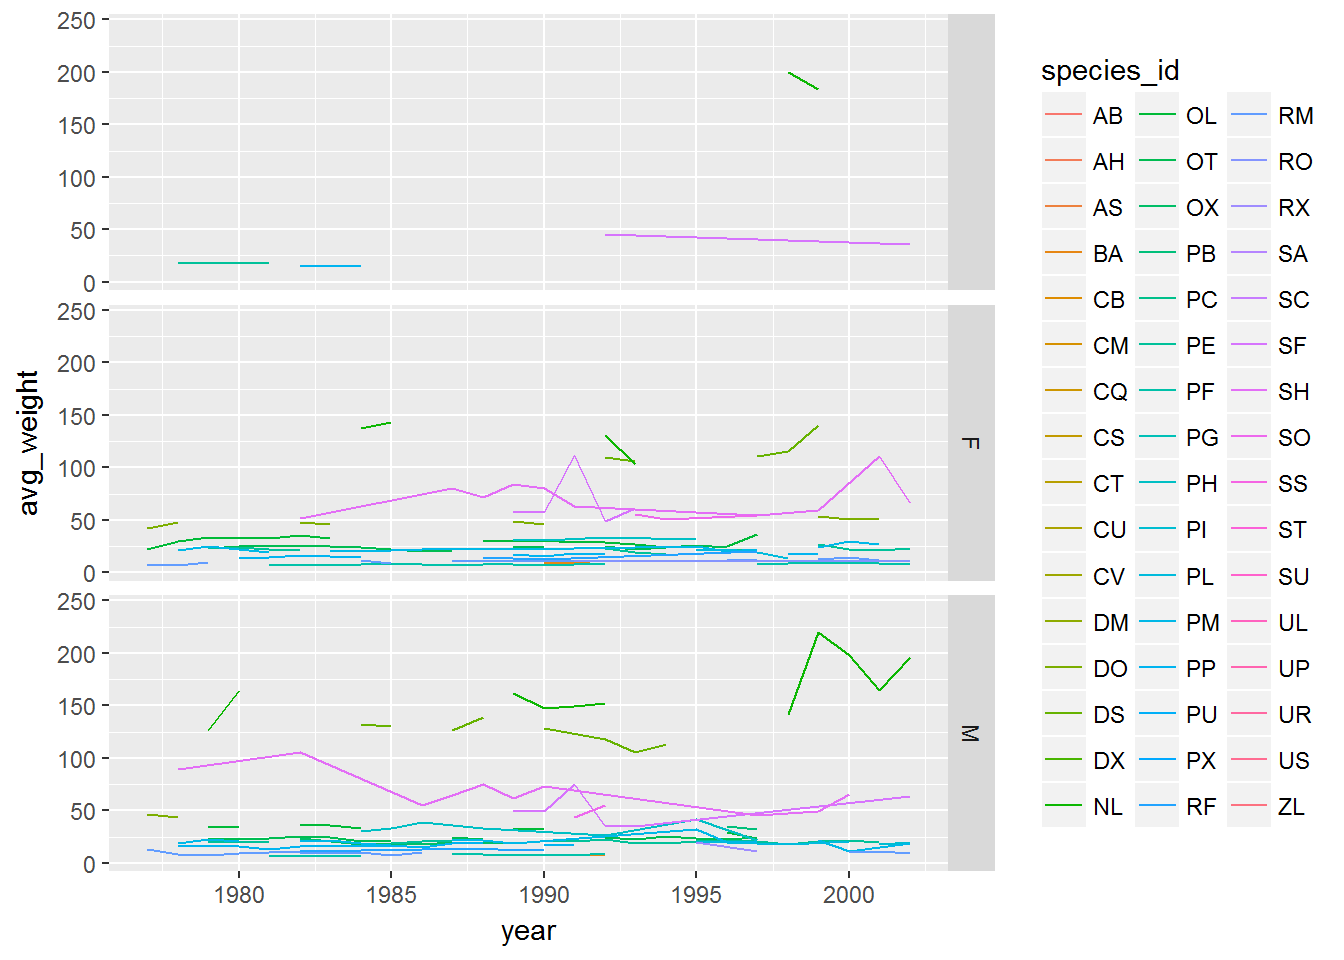 250
200
150
100
50
0
F
250
200
150
100
50
0
M
250
200
150
100
50
0
avg_weight
1980 1985 1990 1995 2000
year
species_id
AB OL RM
AH OT RO
AS OX RX
BA PB SA
CB PC SC
CM PE SF
CQ PF SH
CS PG SO
CT PH SS
CU PI ST
CV PL SU
DM PM UL
DO PP UP
DS PU UR
DX PX US
NL RF ZL